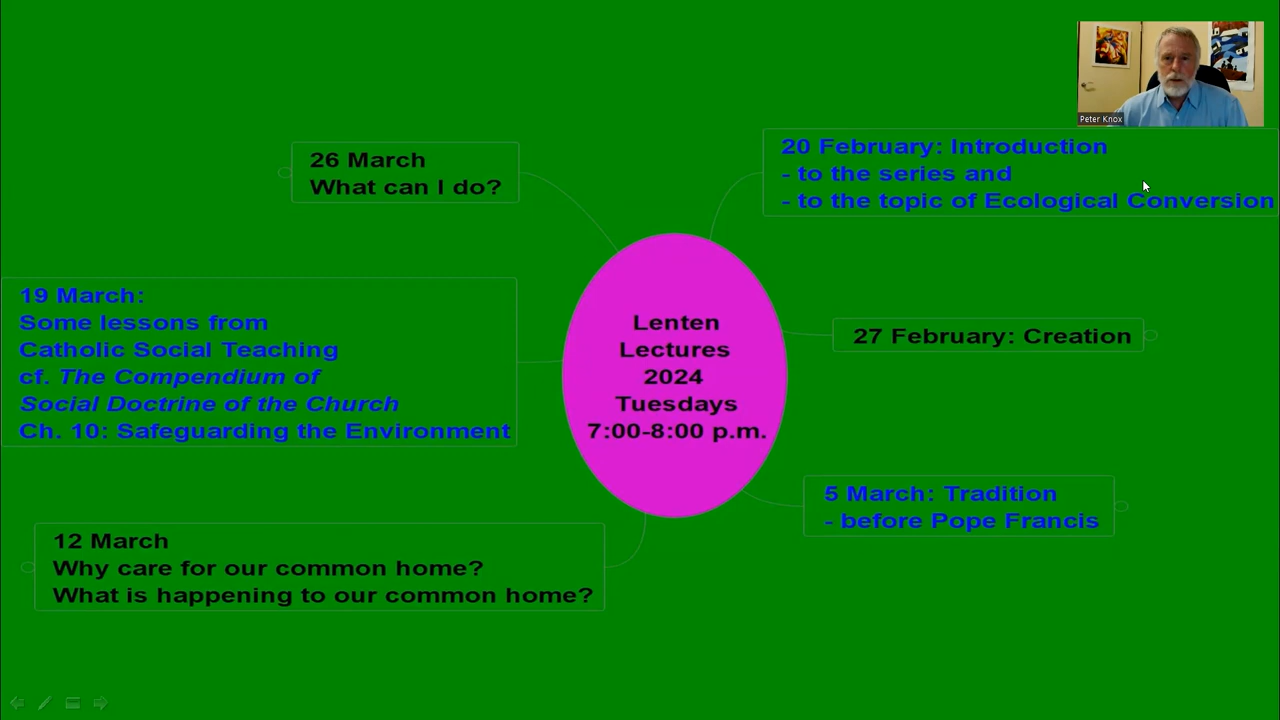 Peter Knox
20 February: Introduction
- to the series and
- to the topic of Ecological Conversion
27 February: Creation
5 March: Tradition
- before Pope Francis
12 March
Why care for our common home?
What is happening to our common home?
19 March:
Some lessons from
Catholic Social Teaching
cf. The Compendium of
Social Doctrine of the Church
Ch. 10: Safeguarding the Environment
26 March
What can I do?
Lenten
Lectures
2024
Tuesdays
7:00-8:00 p.m.